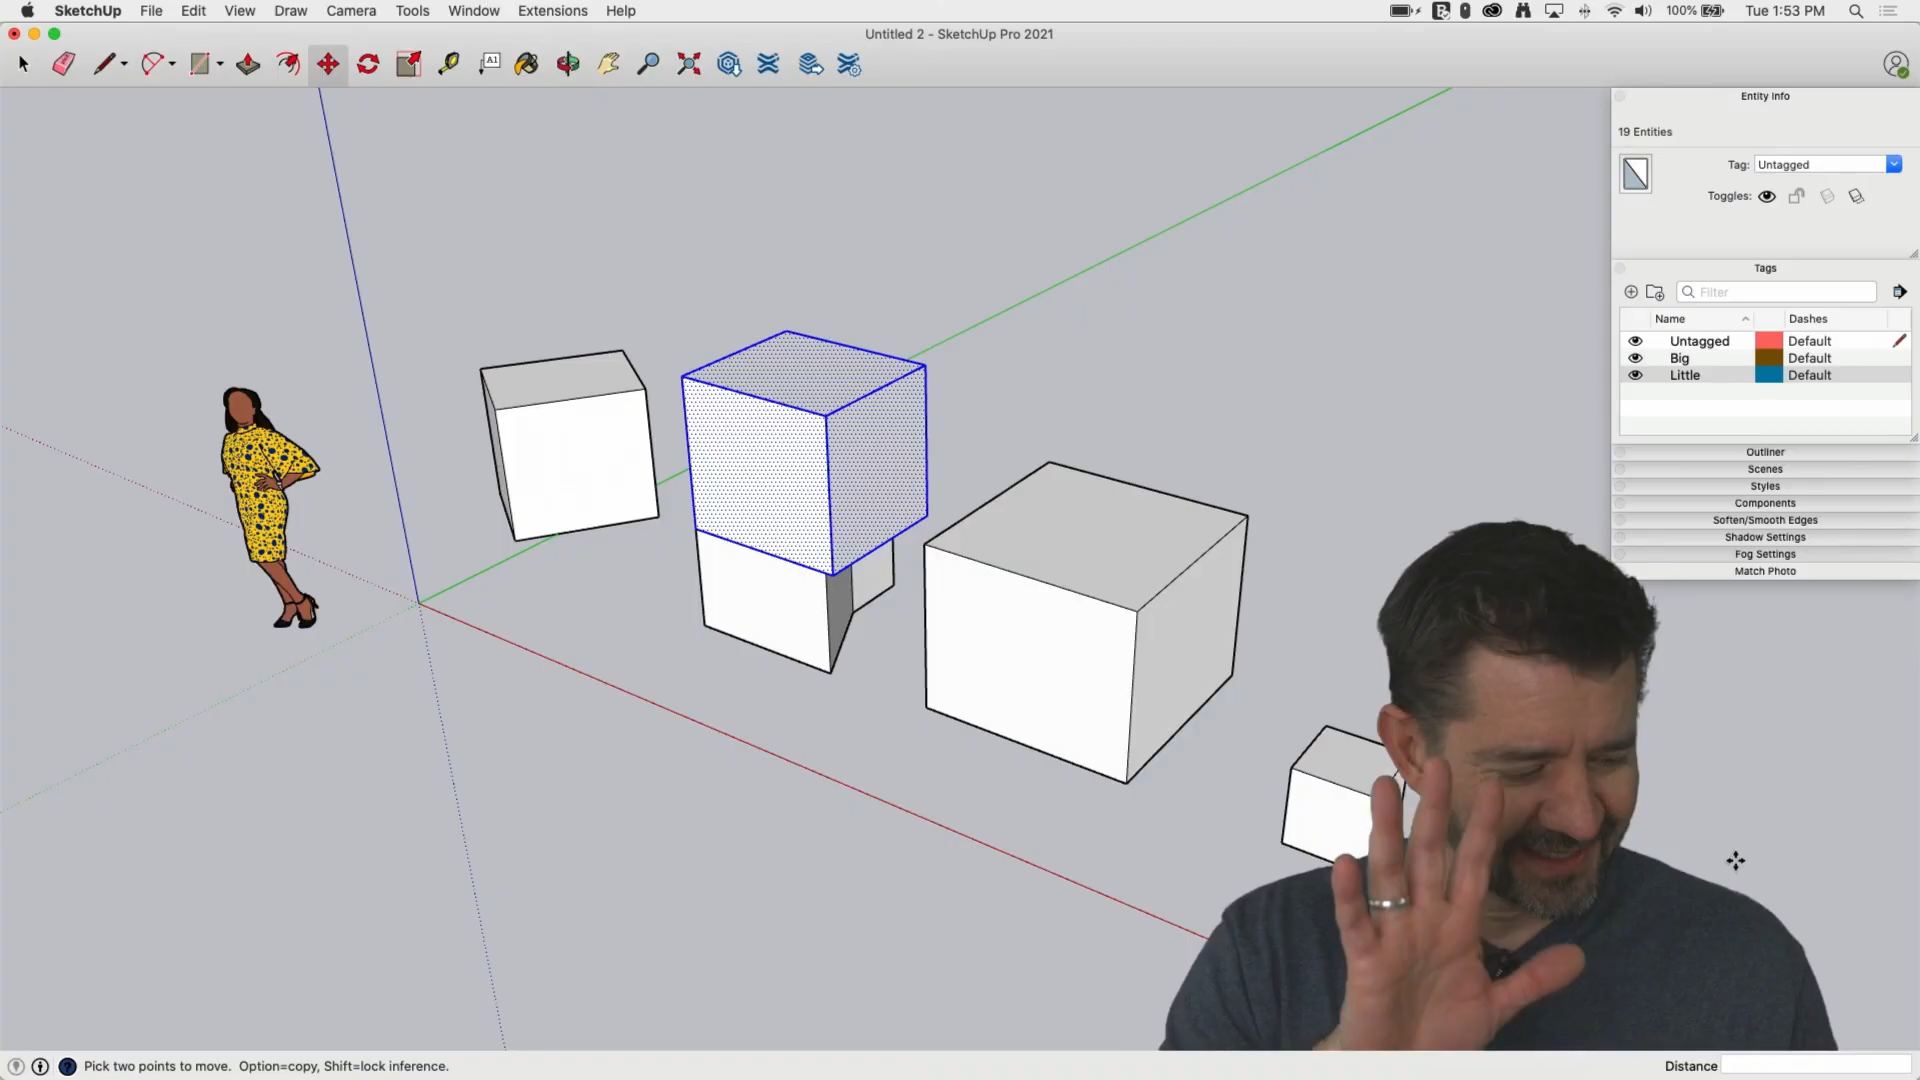 SketchUp File Edit View Draw Camera Tools Window Extensions Help 100% Tue 1:53 PM
Untitled 2 - SketchUp Pro 2021
A1
Entity Info
19 Entities
Tag: Untagged
Toggles:
Tags
Filter
Name Dashes
Untagged Default
Big Default
Little Default
Outliner
Scenes
Styles
Components
Soften/Smooth Edges
Shadow Settings
Fog Settings
Match Photo
Pick two points to move. Option=copy, Shift=lock inference. Distance